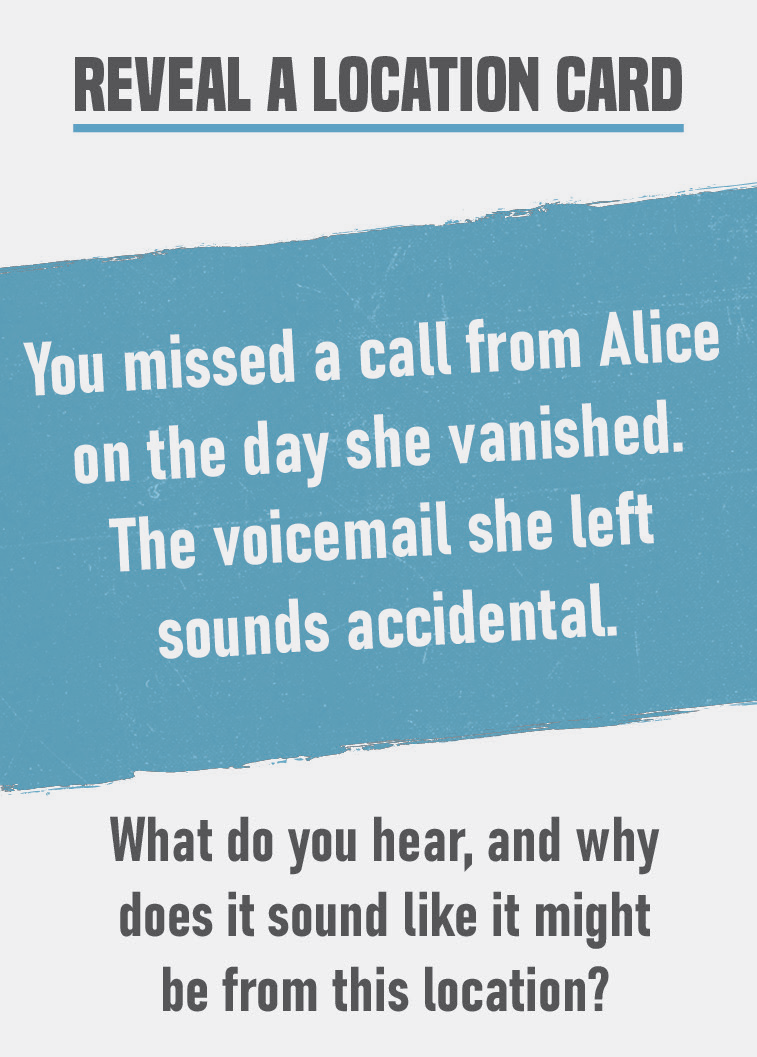 REVEAL A LOCATION CARD
You missed a call from Alice
on the day she vanished.
The voicemail she left
sounds accidental.
What do you hear, and why
does it sound like it might
be from this location?